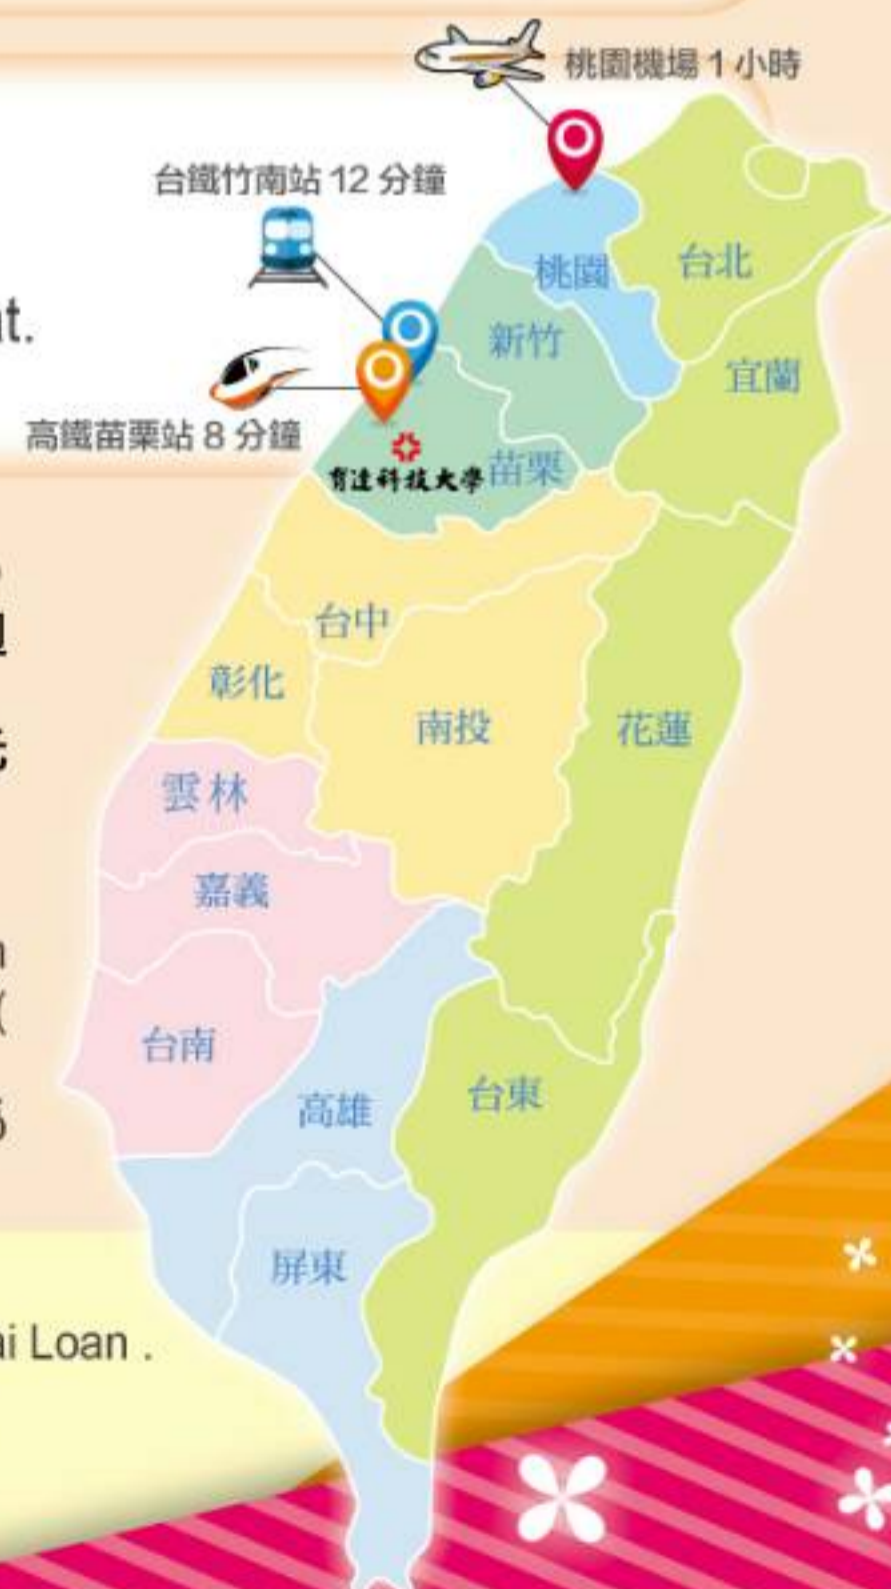 桃園機場 1 小時
台鐵竹南站 12 分鐘
台北
桃園
新竹
宜蘭
高鐵苗栗站 8 分鐘
苗栗
育達科技大學
台中
彰化
南投
花蓮
雲林
嘉義
台南
台東
高雄
屏東
ai Loan .